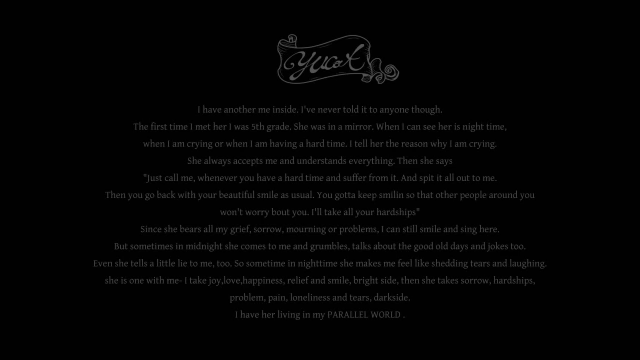 Yucat
I have another me inside. I've never told it to anyone though.
The first time I met her I was 5th grade. She was in a mirror. When I can see her is night time,
when I am crying or when I am having a hard time. I tell her the reason why I am crying.
She always accepts me and understands everything. Then she says
"Just call me, whenever you have a hard time and suffer from it. And spit it all out to me.
Then you go back with your beautiful smile as usual. You gotta keep smilin so that other people around you
won't worry bout you. I'll take all your hardships"
Since she bears all my grief, sorrow, mourning or problems, I can still smile and sing here.
But sometimes in midnight she comes to me and grumbles, talks about the good old days and jokes too.
Even she tells a little lie to me, too. So sometime in nighttime she makes me feel like shedding tears and laughing.
she is one with me- I take joy,love,happiness, relief and smile, bright side, then she takes sorrow, hardships,
problem, pain, loneliness and tears, darkside.
I have her living in my PARALLEL WORLD .